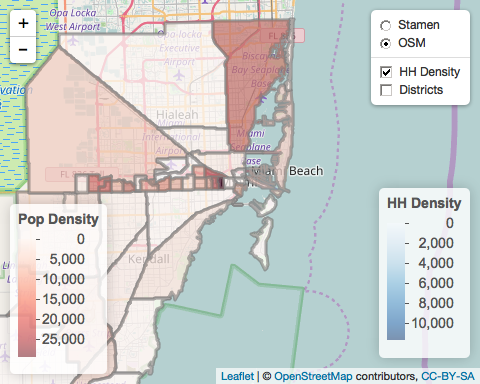 +
−
Opa Locka
West Airport
Opa-locka
Executive
Airport
FL
Biscayne
Bay Seaplane
Base
Hialeah
Miami
International
Airport
Miami
Seaplane
Base
Miami Beach
Kendall
Stamen
OSM
HH Density
Districts
Pop Density
0
5,000
10,000
15,000
20,000
25,000
HH Density
0
2,000
4,000
6,000
8,000
10,000
Leaflet | © OpenStreetMap contributors, CC-BY-SA